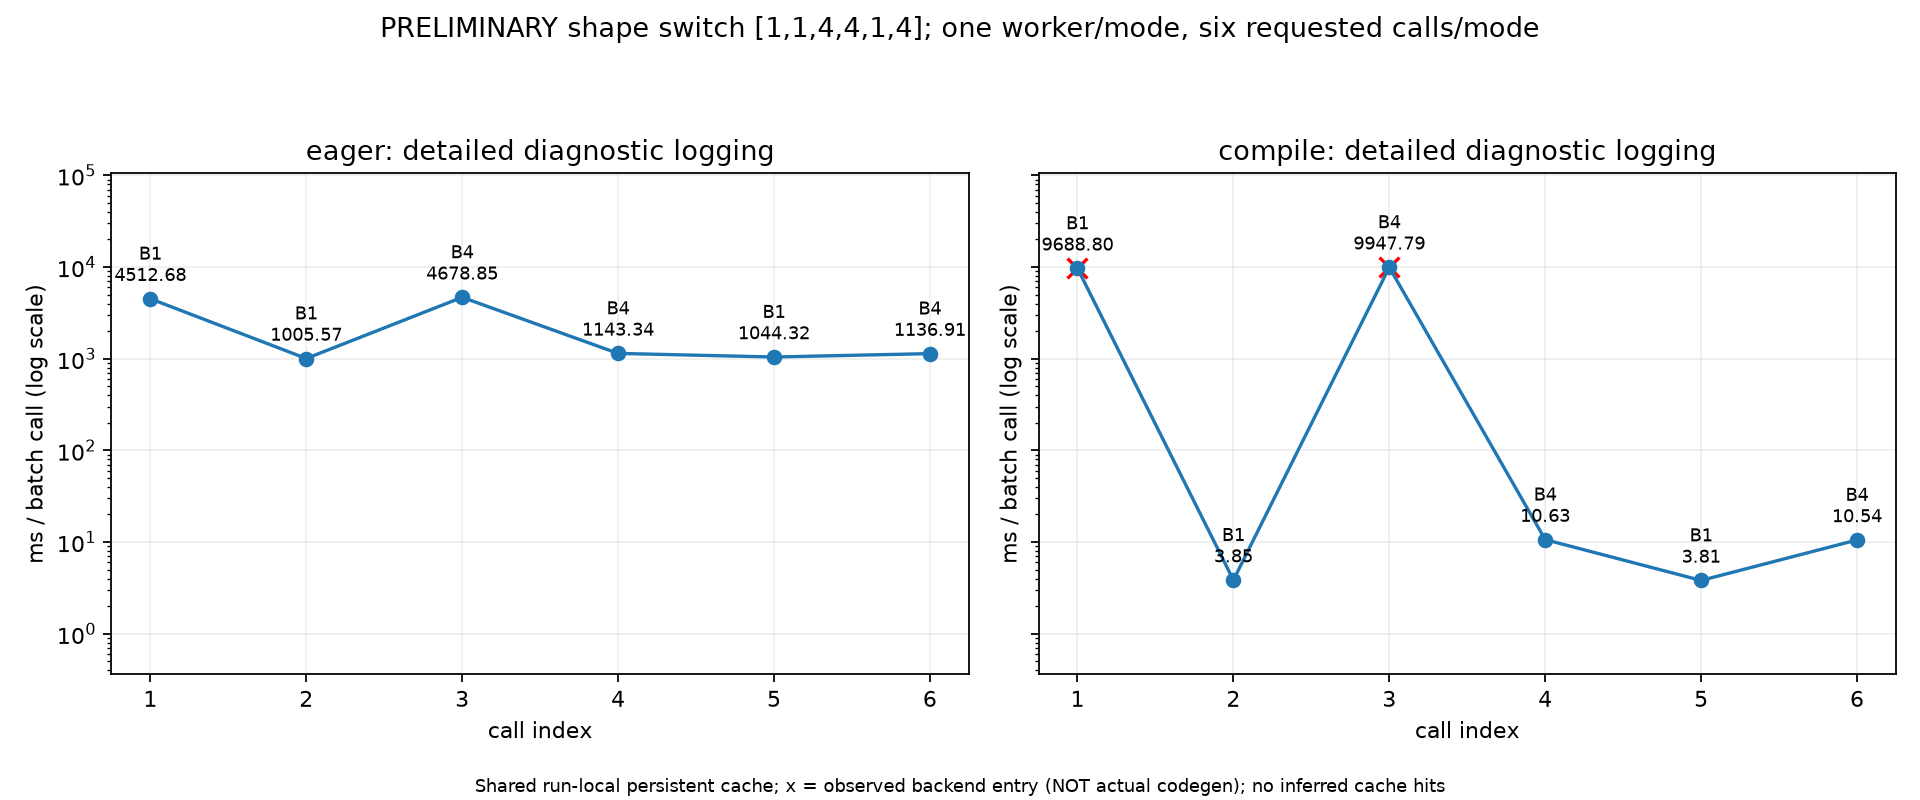 PRELIMINARY shape switch [1,1,4,4,1,4]; one worker/mode, six requested calls/mode
eager: detailed diagnostic logging
ms / batch call (log scale)
10^5
10^4
10^3
10^2
10^1
10^0
B1
4512.68
B1
1005.57
B4
4678.85
B4
1143.34
B1
1044.32
B4
1136.91
1 2 3 4 5 6
call index
compile: detailed diagnostic logging
ms / batch call (log scale)
B1
9688.80
B1
3.85
B4
9947.79
B4
10.63
B1
3.81
B4
10.54
1 2 3 4 5 6
call index
Shared run-local persistent cache; x = observed backend entry (NOT actual codegen); no inferred cache hits